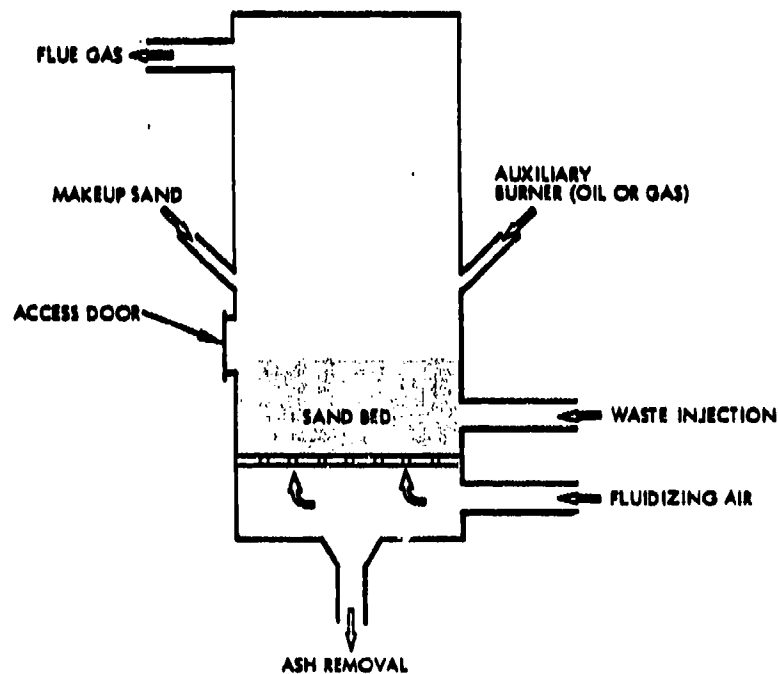 FLUE GAS
AUXILIARY
BURNER (OIL OR GAS)
MAKEUP SAND
ACCESS DOOR
SAND BED
WASTE INJECTION
FLUIDIZING AIR
ASH REMOVAL